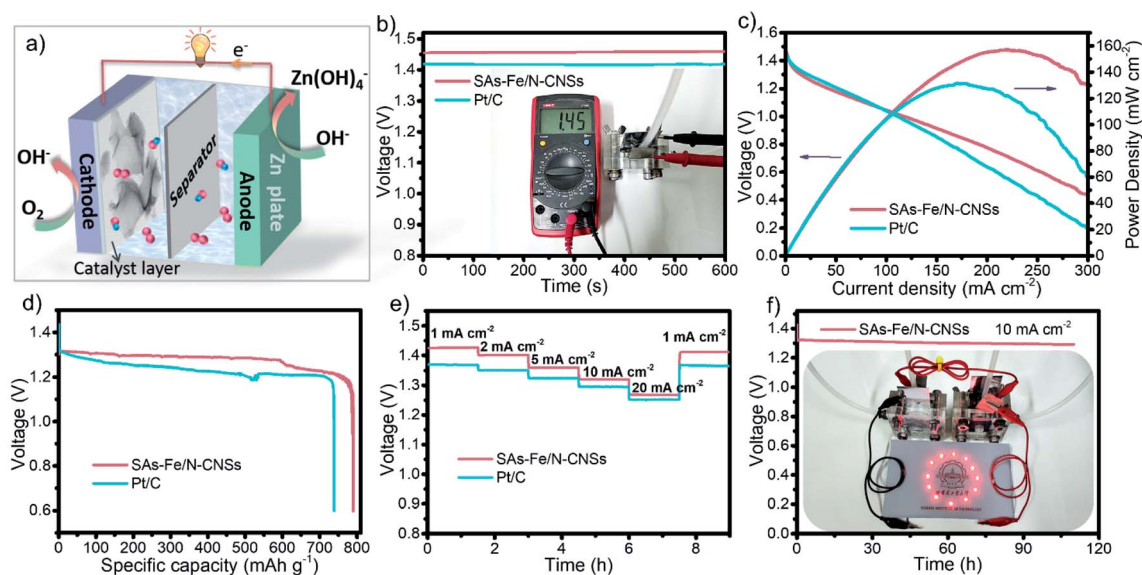 a)
e⁻
Zn(OH)₄⁻
OH⁻
OH⁻
O₂
Cathode
Separator
Anode
Zn plate
Catalyst layer
b)
Voltage (V)
1.5
1.4
1.3
1.2
1.1
1.0
0.9
0.8
SAs-Fe/N-CNSs
Pt/C
1.45
0 100 200 300 400 500 600
Time (s)
c)
Voltage (V)
1.8
1.6
1.4
1.2
1.0
0.8
0.6
0.4
0.2
0.0
SAs-Fe/N-CNSs
Pt/C
160
140
120
100
80
60
40
20
0
Power Density (mW cm⁻²)
0 50 100 150 200 250 300
Current density (mA cm⁻²)
d)
Voltage (V)
1.4
1.2
1.0
0.8
0.6
SAs-Fe/N-CNSs
Pt/C
0 100 200 300 400 500 600 700 800
Specific capacity (mAh g⁻¹)
e)
Voltage (V)
1.5
1.4
1.3
1.2
1.1
1.0
0.9
0.8
1 mA cm⁻²
2 mA cm⁻²
5 mA cm⁻²
10 mA cm⁻²
20 mA cm⁻²
1 mA cm⁻²
SAs-Fe/N-CNSs
Pt/C
0 2 4 6 8
Time (h)
f)
Voltage (V)
1.4
1.2
1.0
0.8
0.6
0.4
0.2
0.0
SAs-Fe/N-CNSs 10 mA cm⁻²
0 30 60 90 120
Time (h)